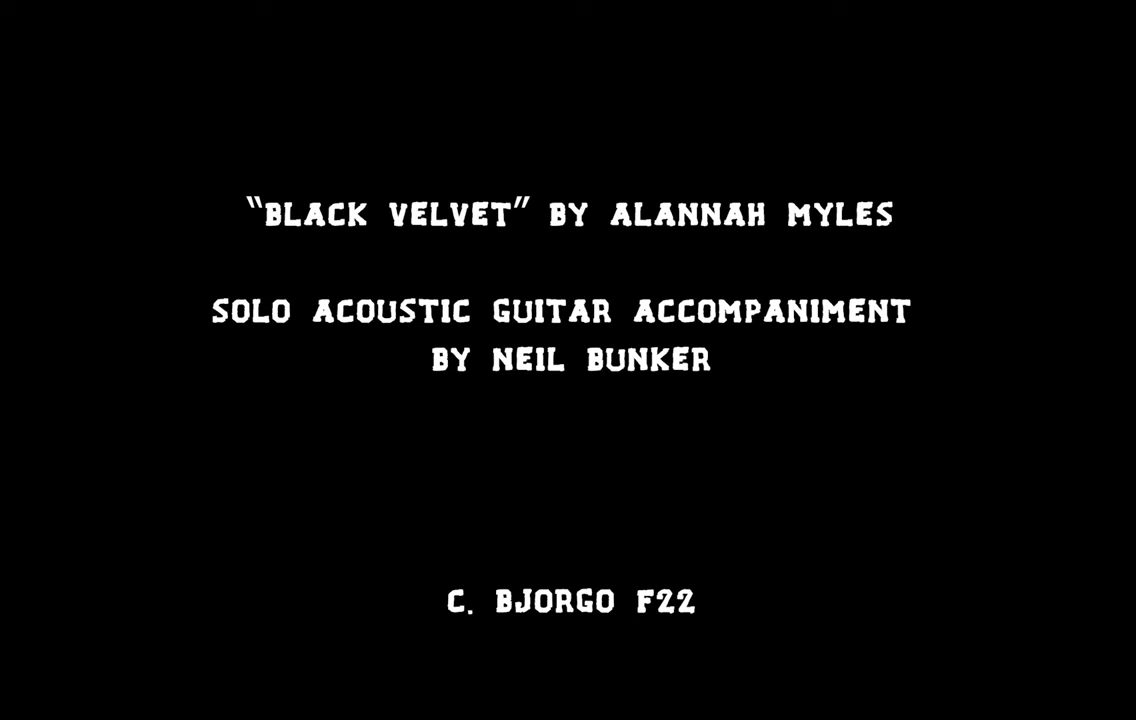 “BLACK VELVET” BY ALANNAH MYLES
SOLO ACOUSTIC GUITAR ACCOMPANIMENT
BY NEIL BUNKER
C. BJORGO F22